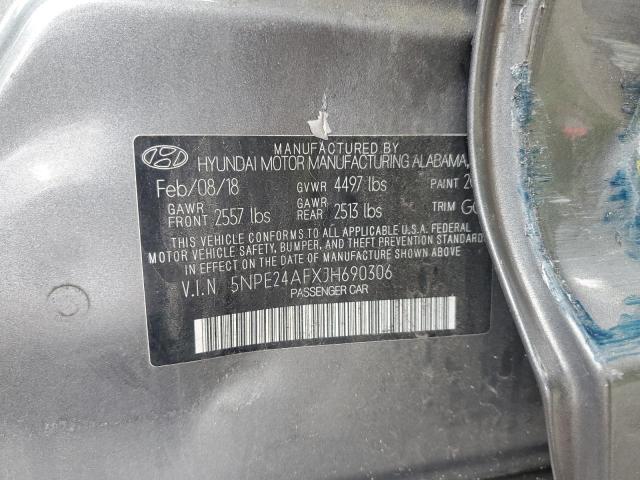 MANUFACTURED BY
HYUNDAI MOTOR MANUFACTURING ALABAMA,
Feb/08/18 GVWR 4497 lbs PAINT
GAWR FRONT 2557 lbs GAWR REAR 2513 lbs TRIM
THIS VEHICLE CONFORMS TO ALL APPLICABLE U.S.A. FEDERAL
MOTOR VEHICLE SAFETY, BUMPER, AND THEFT PREVENTION STANDARDS
IN EFFECT ON THE DATE OF MANUFACTURE SHOWN ABOVE
V.I.N 5NPE24AFXJH690306
PASSENGER CAR